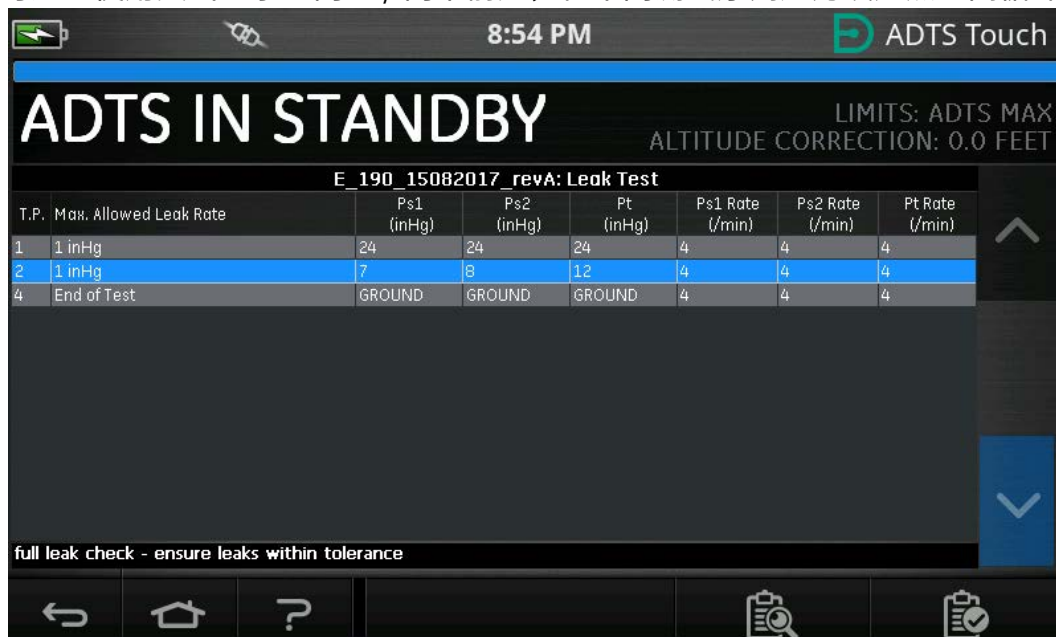 8:54 PM
ADTS Touch
ADTS IN STANDBY
LIMITS: ADTS MAX
ALTITUDE CORRECTION: 0.0 FEET
E_190_15082017_revA: Leak Test
T.P. Max. Allowed Leak Rate Ps1 (inHg) Ps2 (inHg) Pt (inHg) Ps1 Rate (/min) Ps2 Rate (/min) Pt Rate (/min)
1 1 inHg 24 24 24 4 4 4
2 1 inHg 7 8 12 4 4 4
4 End of Test GROUND GROUND GROUND 4 4 4
full leak check - ensure leaks within tolerance
?